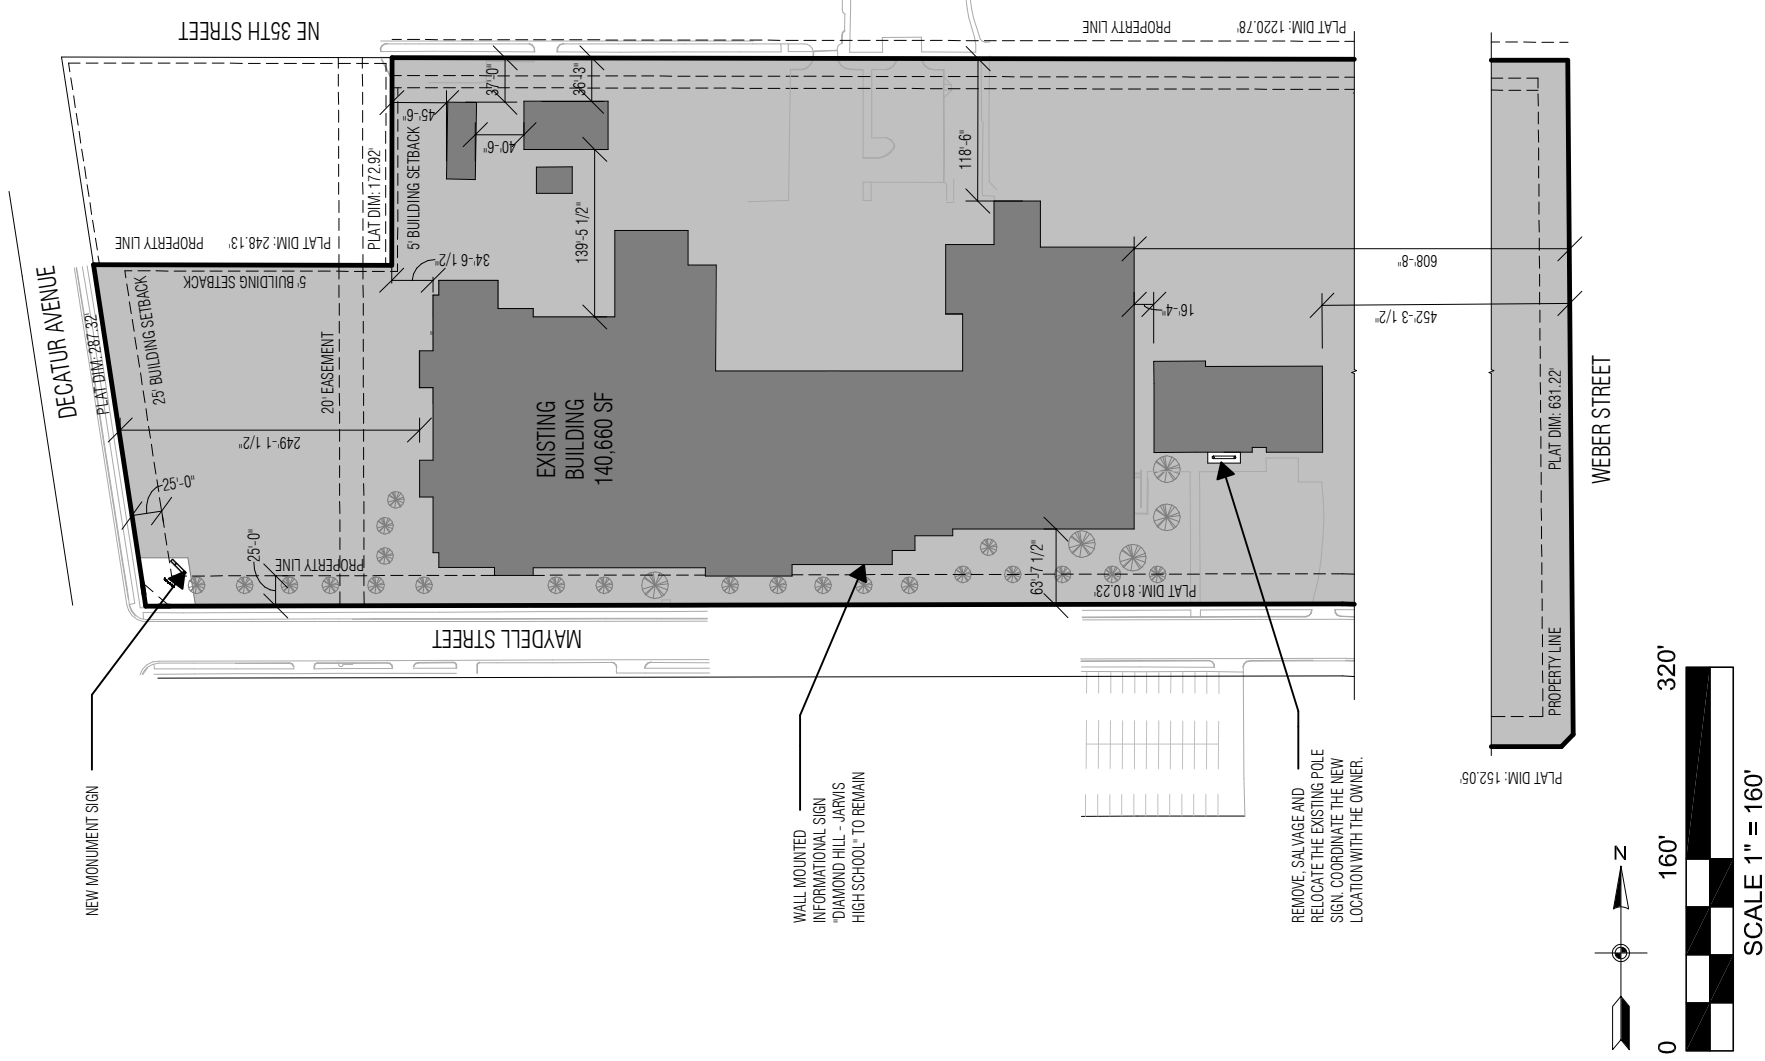 NE 35TH STREET
PROPERTY LINE
PLAT DIM: 1220.78'
DECATUR AVENUE
PLAT DIM: 287.32'
25' BUILDING SETBACK
PROPERTY LINE
PLAT DIM: 248.13'
5' BUILDING SETBACK
PLAT DIM: 172.92'
5' BUILDING SETBACK
20' EASEMENT
45'-6"
37'-0"
36'-3"
40'-6"
139'-5 1/2"
118'-6"
34'-6 1/2"
249'-1 1/2"
25'-0"
25'-0"
PROPERTY LINE
EXISTING
BUILDING
140,660 SF
16'-4"
608'-8"
452'-3 1/2"
63'-7 1/2"
PLAT DIM: 810.23'
MAYDELL STREET
PLAT DIM: 631.22'
WEBER STREET
PROPERTY LINE
PLAT DIM: 152.05'
NEW MONUMENT SIGN
WALL MOUNTED
INFORMATIONAL SIGN
"DIAMOND HILL - JARVIS
HIGH SCHOOL" TO REMAIN
REMOVE, SALVAGE AND
RELOCATE THE EXISTING POLE
SIGN. COORDINATE THE NEW
LOCATION WITH THE OWNER.
N
0
160'
320'
SCALE 1" = 160'